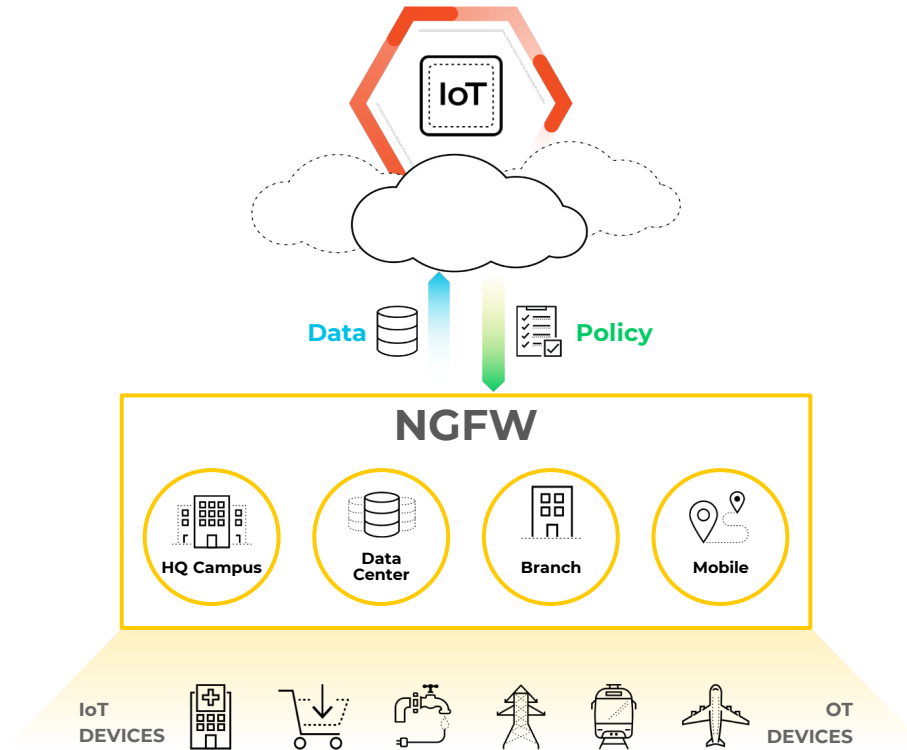 IoT
Data
Policy
NGFW
HQ Campus
Data
Center
Branch
Mobile
IoT
DEVICES
OT
DEVICES